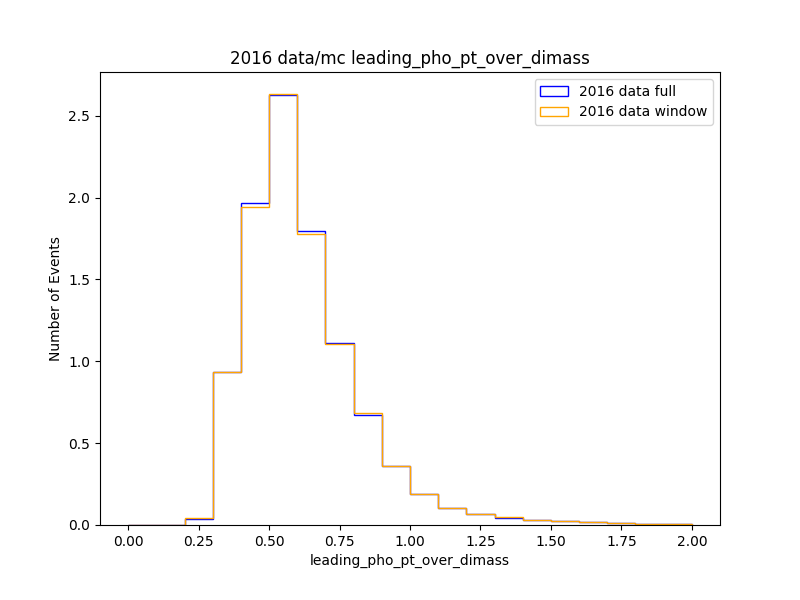 2016 data/mc leading_pho_pt_over_dimass
2016 data full
2016 data window
Number of Events
2.5
2.0
1.5
1.0
0.5
0.0
0.00 0.25 0.50 0.75 1.00 1.25 1.50 1.75 2.00
leading_pho_pt_over_dimass